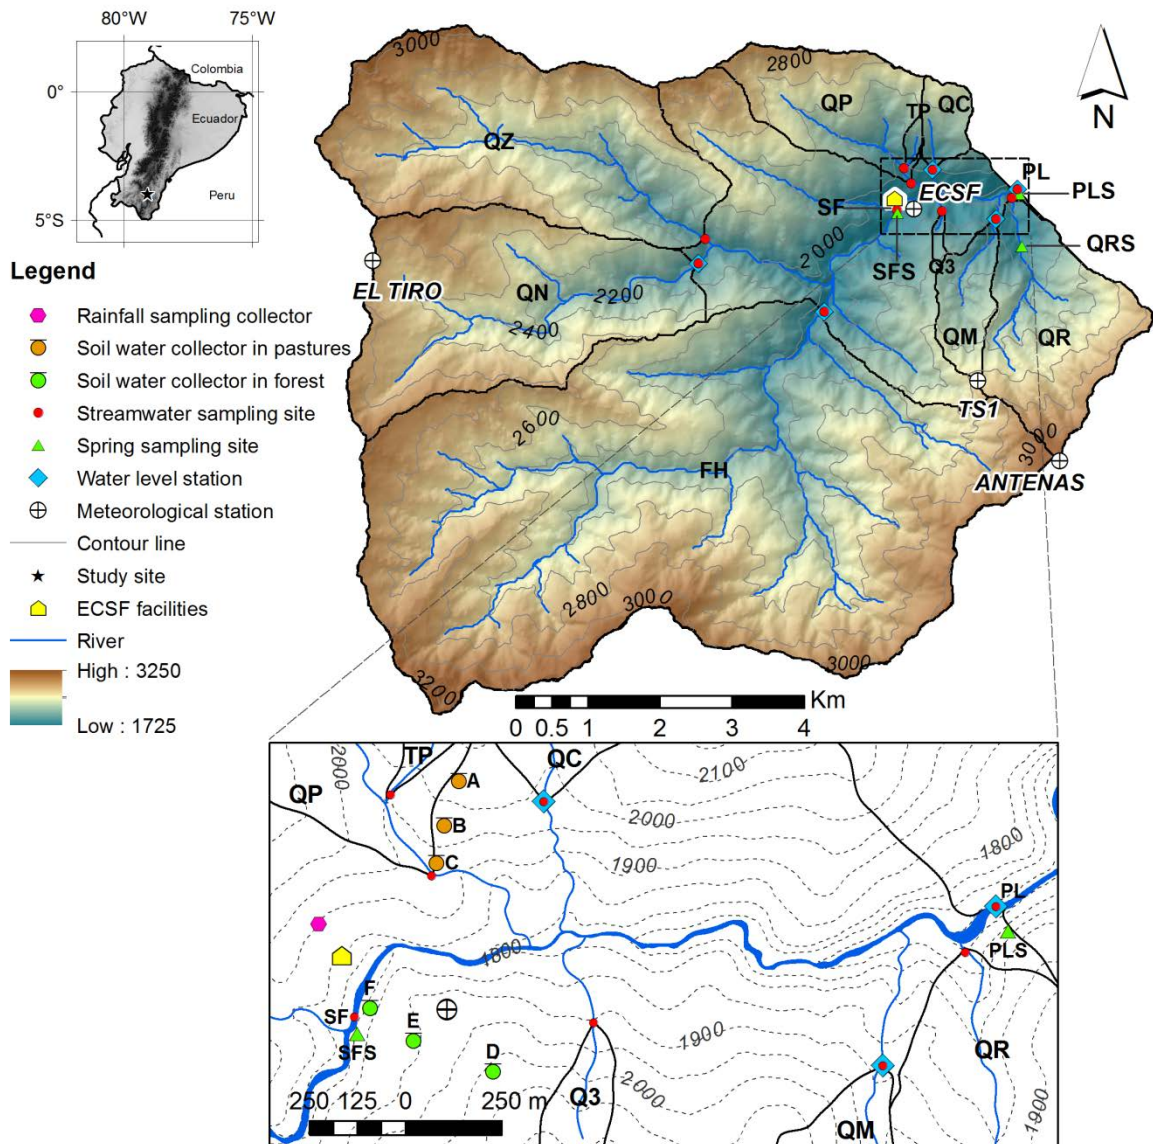 80°W 75°W
Colombia
0°
Ecuador
Peru
5°S
Legend
Rainfall sampling collector
Soil water collector in pastures
Soil water collector in forest
Streamwater sampling site
Spring sampling site
Water level station
Meteorological station
Contour line
Study site
ECSF facilities
River
High : 3250
Low : 1725
3000
2800
N
QP
TP
QC
QZ
PL
ECSF
PLS
SF
2000
SFS
Q3
QRS
EL TIRO
QN
2200
2400
QM
QR
TS1
2600
3000
FH
ANTENAS
2800
3000
3000
3200
Km
0 0.5 1 2 3 4
TP
QC
2000
2100
QP
A
B
2000
C
1900
1800
PL
1800
PLS
F
SF
E
SFS
D
1900
QR
2000
250 125 0 250 m
Q3
QM
1900